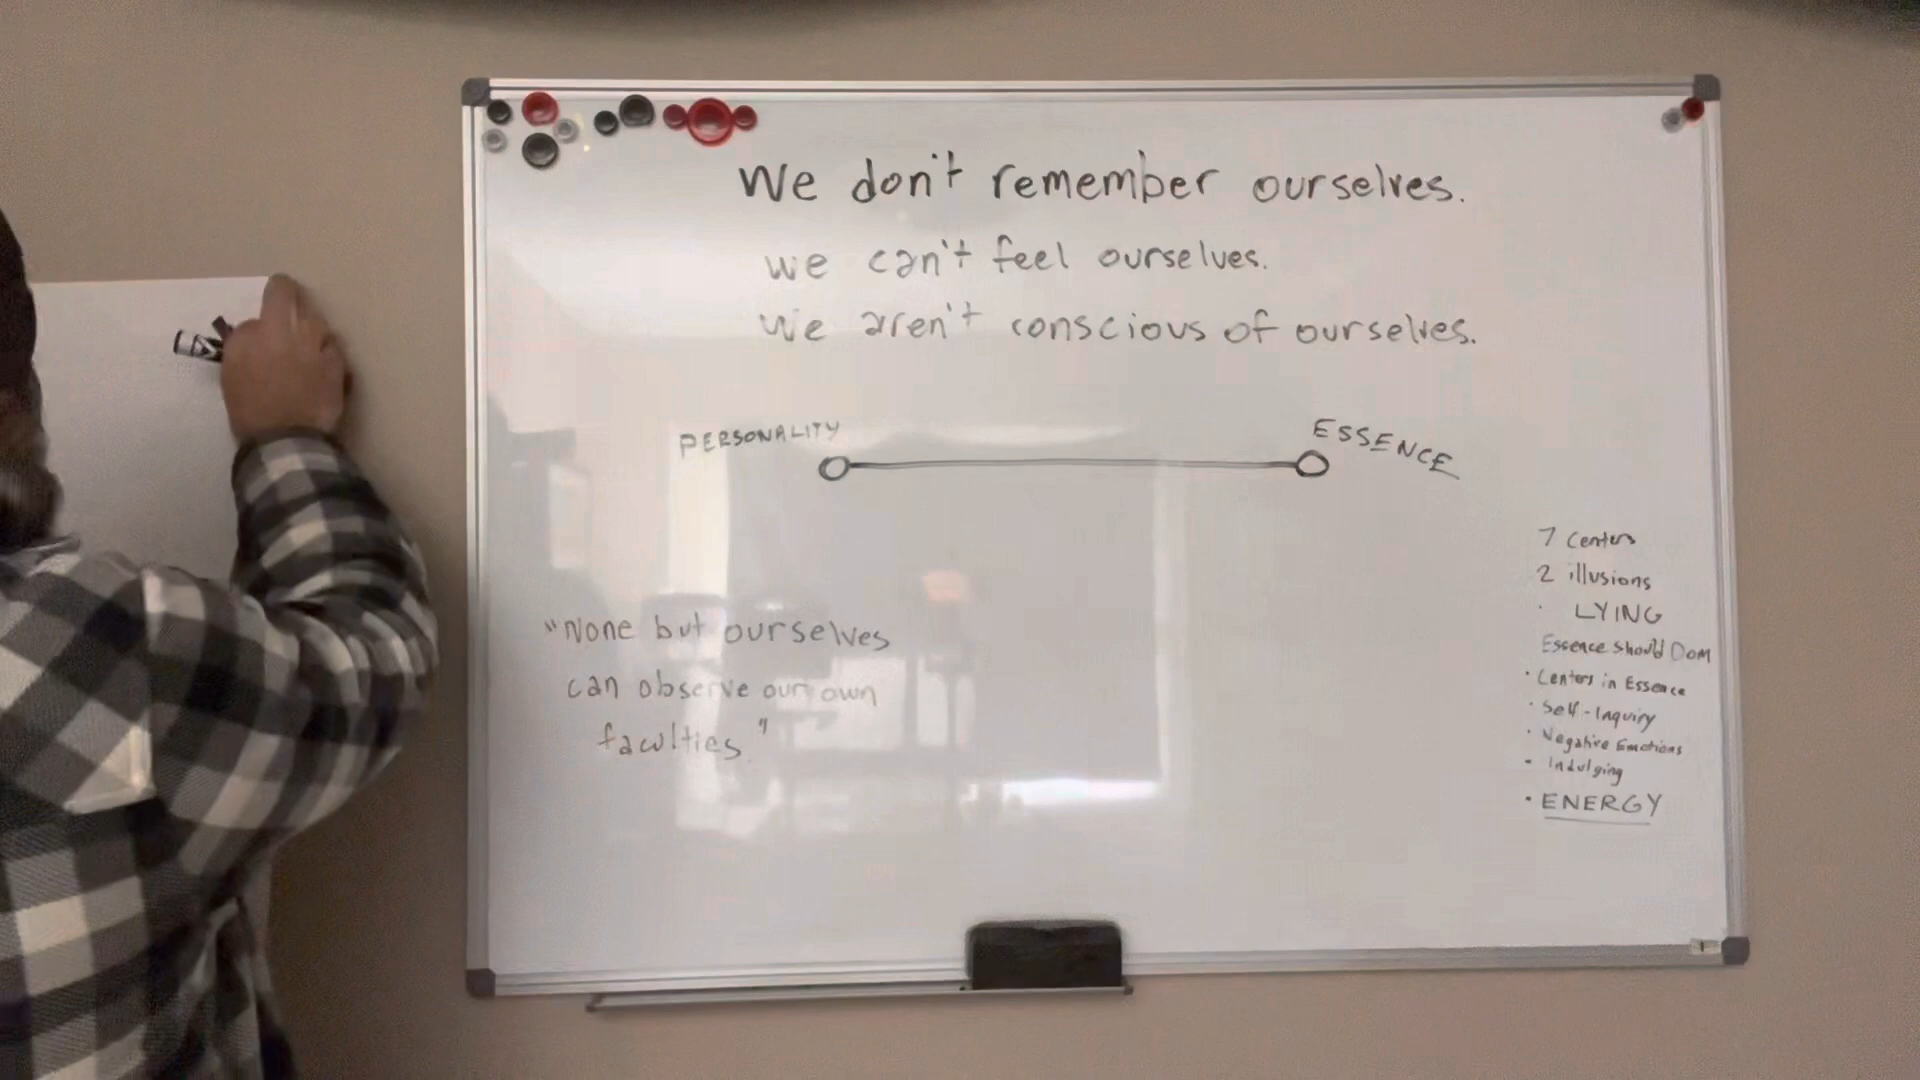 We don't remember ourselves.
we can't feel ourselves.
We aren't conscious of ourselves.
PERSONALITY
ESSENCE
7 Centers
2 illusions
· LYING
Essence should Dom
· Centers in Essence
· Self-Inquiry
· Negative Emotions
· Indulging
· ENERGY
"None but ourselves
can observe our own
faculties."